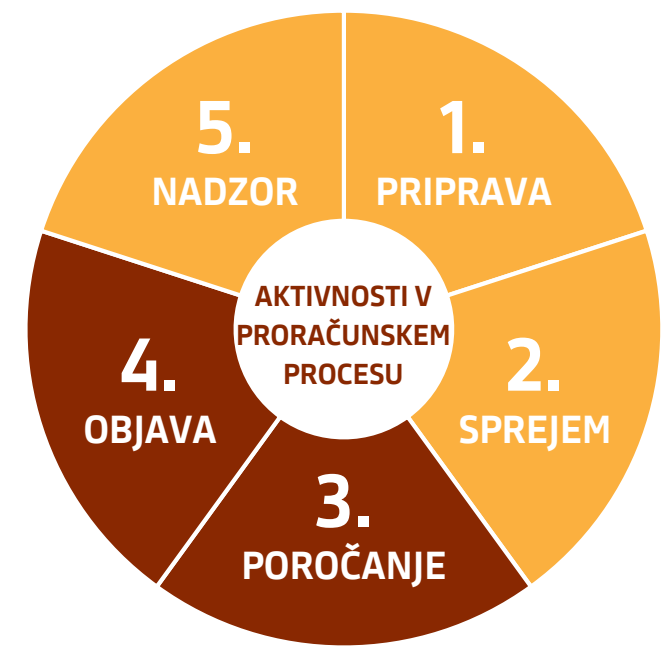 AKTIVNOSTI V
PRORAČUNSKEM
PROCESU
1.
PRIPRAVA
2.
SPREJEM
3.
POROČANJE
4.
OBJAVA
5.
NADZOR